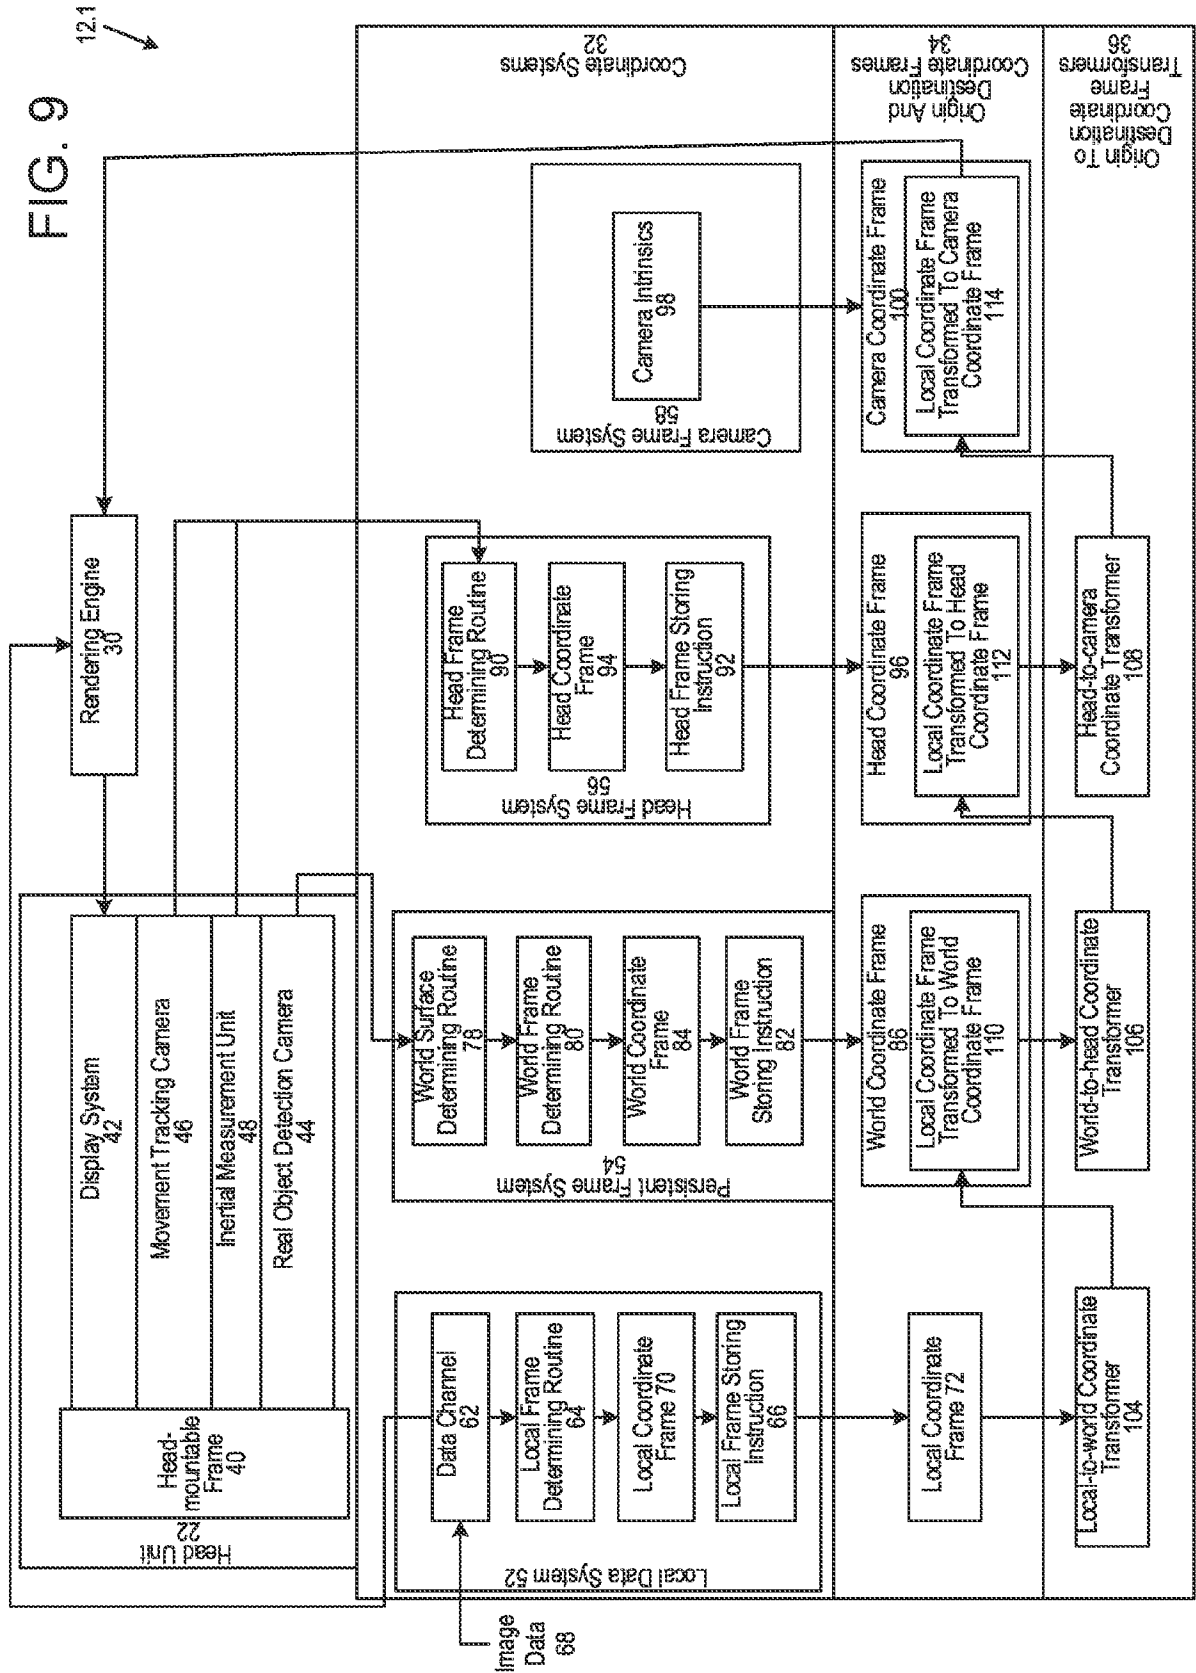 FIG. 9
12.1
Rendering Engine
30
Head Unit
22
Head-
mountable
Frame
40
Display System
42
Movement Tracking Camera
46
Inertial Measurement Unit
48
Real Object Detection Camera
44
Coordinate Systems
32
Image
Data
68
Local Data System 52
Data Channel
62
Local Frame
Determining Routine
64
Local Coordinate
Frame 70
Local Frame Storing
Instruction
66
Persistent Frame System
54
World Surface
Determining Routine
78
World Frame
Determining Routine
80
World Coordinate
Frame
84
World Frame
Storing Instruction
82
Head Frame System
56
Head Frame
Determining Routine
90
Head Coordinate
Frame
94
Head Frame Storing
Instruction
92
Camera Frame System
58
Camera Intrinsics
98
Origin And
Destination
Coordinate Frames
34
Local Coordinate
Frame 72
World Coordinate Frame
86
Local Coordinate Frame
Transformed To World
Coordinate Frame
110
Head Coordinate Frame
96
Local Coordinate Frame
Transformed To Head
Coordinate Frame
112
Camera Coordinate Frame
100
Local Coordinate Frame
Transformed To Camera
Coordinate Frame
114
Origin To
Destination
Coordinate
Frame
Transformers
36
Local-to-world Coordinate
Transformer
104
World-to-head Coordinate
Transformer
106
Head-to-camera
Coordinate Transformer
108